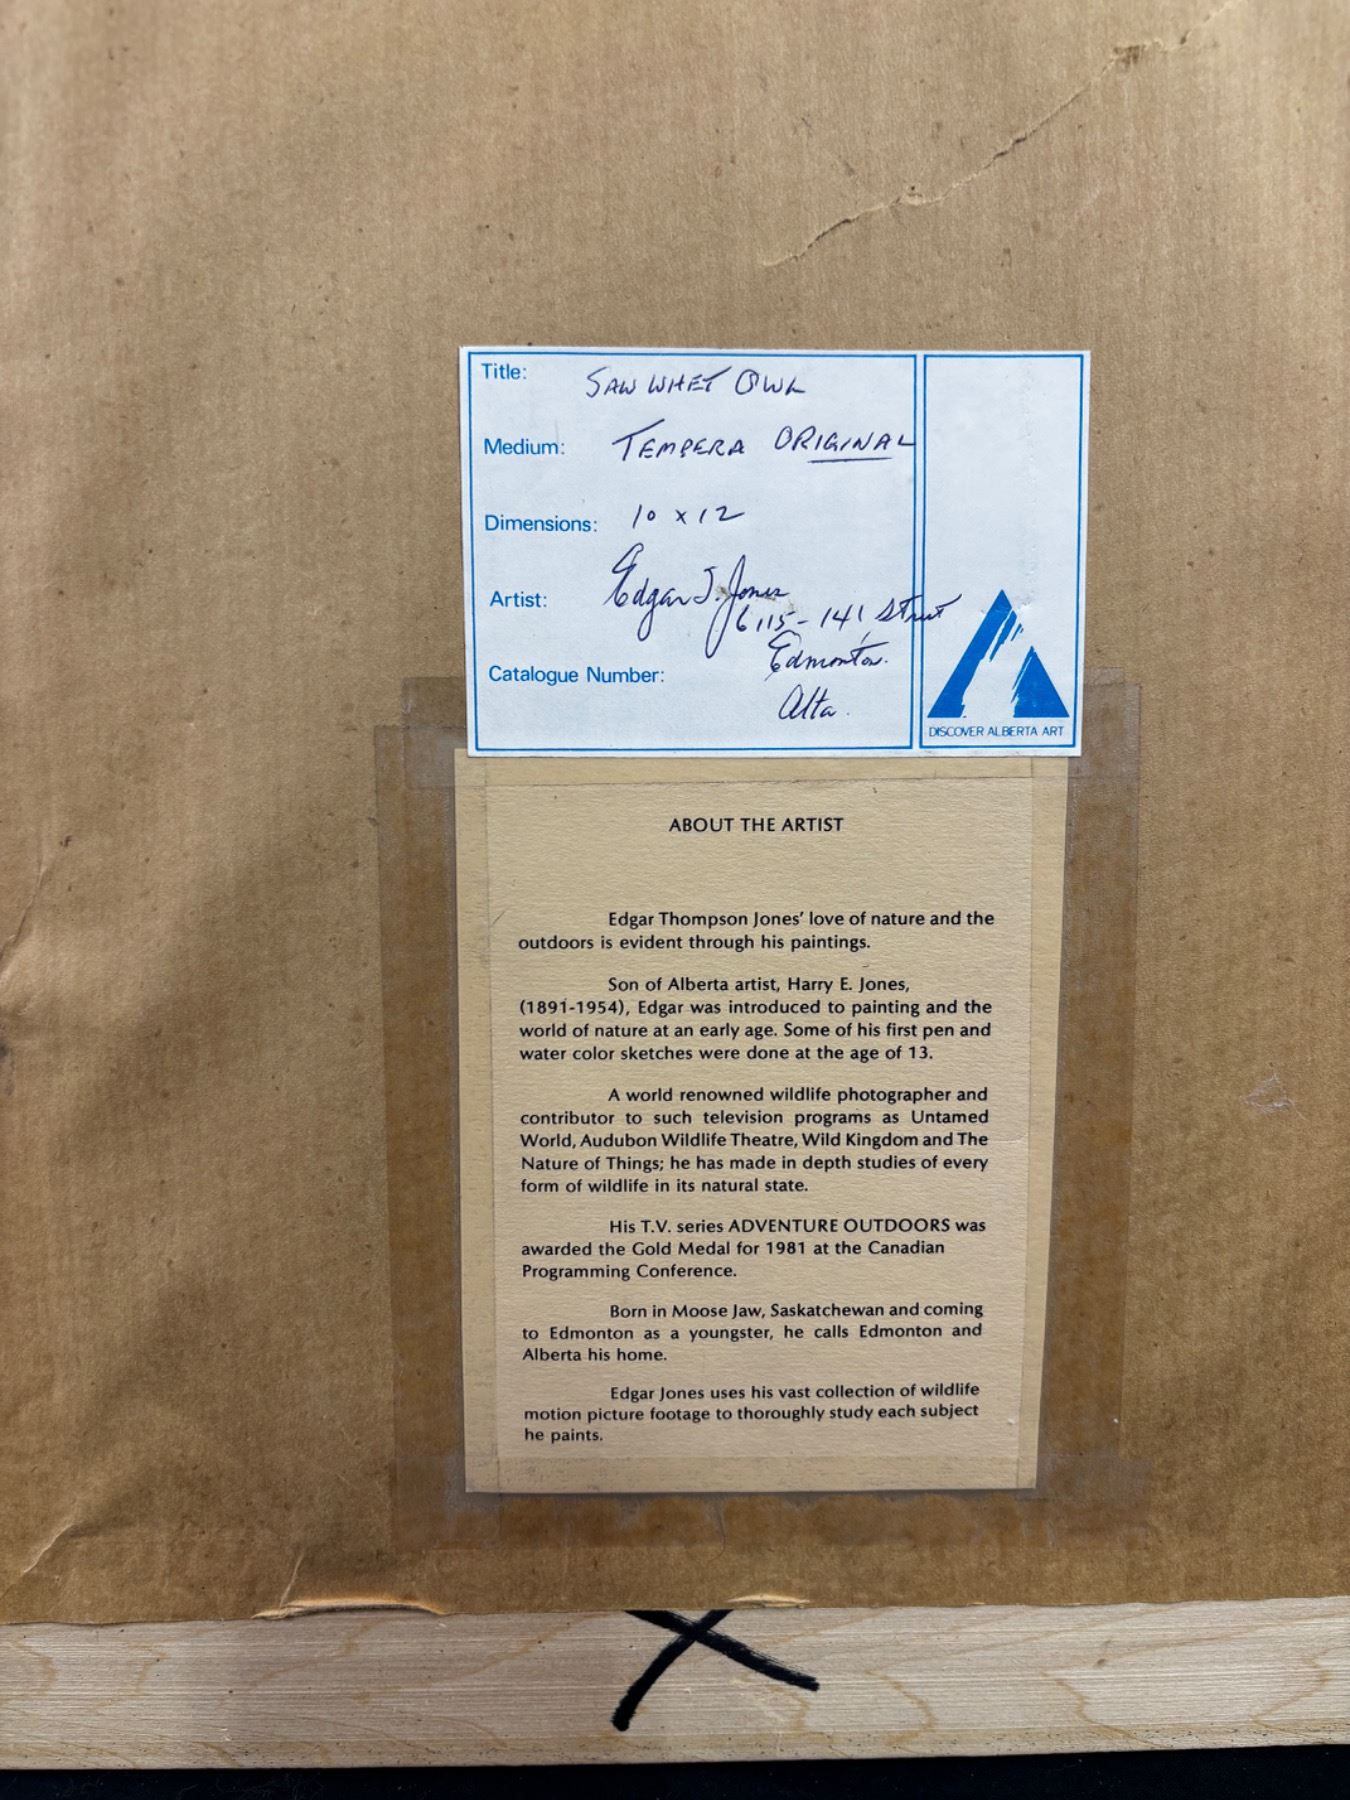 Title: SAW WHET OWL
Medium: TEMPERA ORIGINAL
Dimensions: 10 x 12
Artist: Edgar T. Jones
6115 - 141 Street
Edmonton.
Catalogue Number:
Alta.
DISCOVER ALBERTA ART
ABOUT THE ARTIST
Edgar Thompson Jones' love of nature and the
outdoors is evident through his paintings.
Son of Alberta artist, Harry E. Jones,
(1891-1954), Edgar was introduced to painting and the
world of nature at an early age. Some of his first pen and
water color sketches were done at the age of 13.
A world renowned wildlife photographer and
contributor to such television programs as Untamed
World, Audubon Wildlife Theatre, Wild Kingdom and The
Nature of Things; he has made in depth studies of every
form of wildlife in its natural state.
His T.V. series ADVENTURE OUTDOORS was
awarded the Gold Medal for 1981 at the Canadian
Programming Conference.
Born in Moose Jaw, Saskatchewan and coming
to Edmonton as a youngster, he calls Edmonton and
Alberta his home.
Edgar Jones uses his vast collection of wildlife
motion picture footage to thoroughly study each subject
he paints.